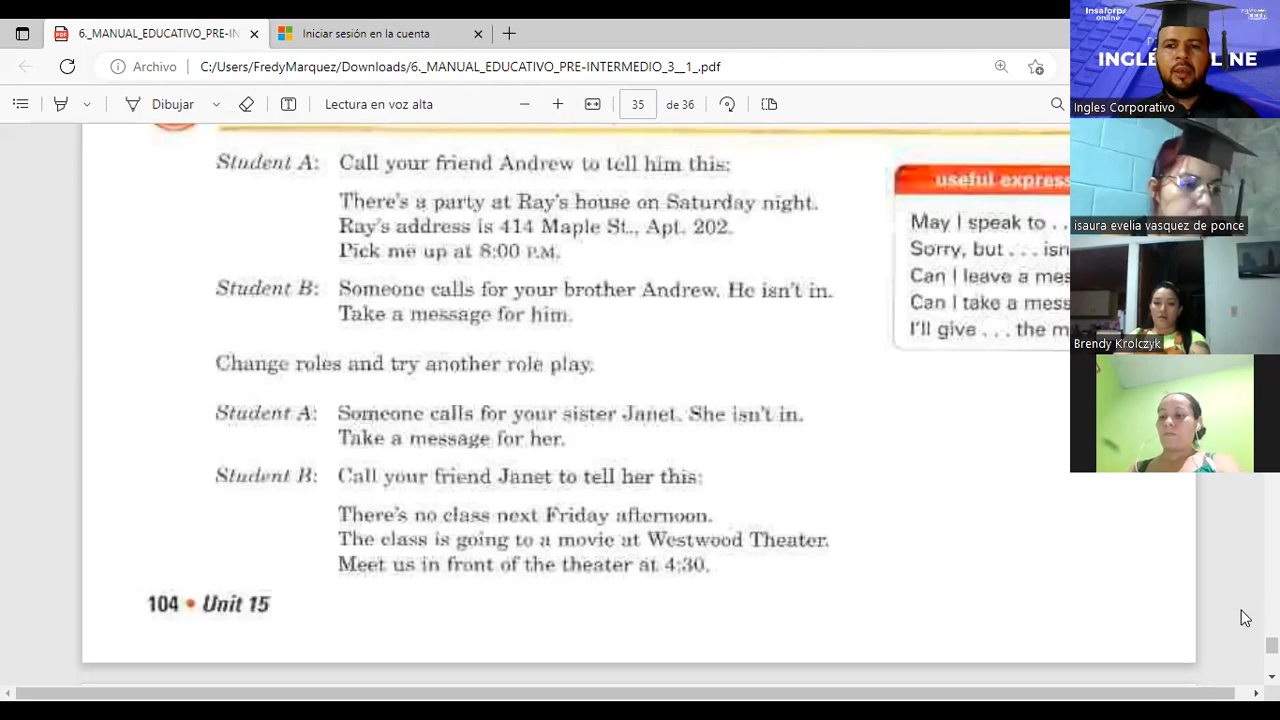 6._MANUAL_EDUCATIVO_PRE-IN
Iniciar sesión en la cuenta
Archivo
C:/Users/FredyMarquez/Downloads/6._MANUAL_EDUCATIVO_PRE-INTERMEDIO_3__1_.pdf
Dibujar
Lectura en voz alta
35
de 36
Student A: Call your friend Andrew to tell him this:
There's a party at Ray's house on Saturday night.
Ray's address is 414 Maple St., Apt. 202.
Pick me up at 8:00 P.M.
Student B: Someone calls for your brother Andrew. He isn't in.
Take a message for him.
Change roles and try another role play.
Student A: Someone calls for your sister Janet. She isn't in.
Take a message for her.
Student B: Call your friend Janet to tell her this:
There's no class next Friday afternoon.
The class is going to a movie at Westwood Theater.
Meet us in front of the theater at 4:30.
104 • Unit 15
useful express
May I speak to . .
Sorry, but . . . isn
Can I leave a mes
Can I take a mess
I'll give . . . the m
Insaforp
online
INGLÉ
NE
Ingles Corporativo
isaura evelia vasquez de ponce
Brendy Krolczyk